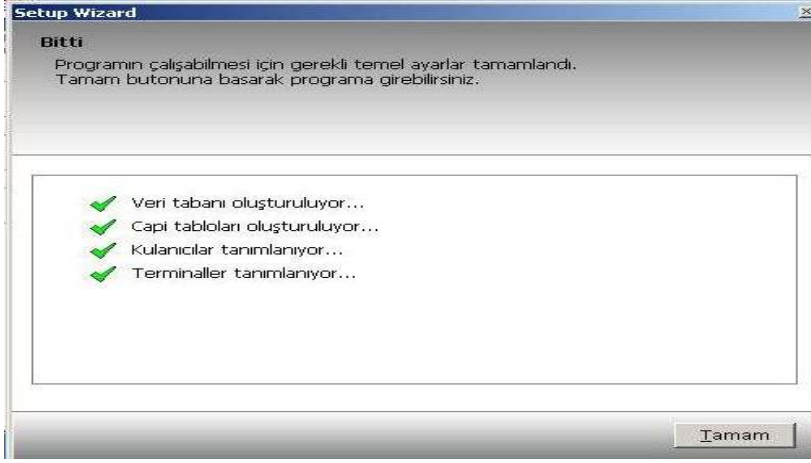 Setup Wizard
Bitti
Programın çalışabilmesi için gerekli temel ayarlar tamamlandı.
Tamam butonuna basarak programa girebilirsiniz.
Veri tabanı oluşturuluyor...
Capi tabloları oluşturuluyor...
Kulanıcılar tanımlanıyor...
Terminaller tanımlanıyor...
Tamam